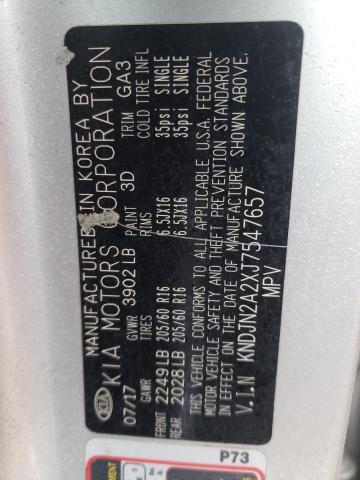 KIA
MANUFACTURED IN KOREA BY
KIA MOTORS CORPORATION
07/17 GVWR 3902 LB PAINT 3D TRIM GA3
GAWR TIRES RIMS COLD TIRE INFL
FRONT 2249 LB 205/60 R16 6.5JX16 35psi SINGLE
REAR 2028 LB 205/60 R16 6.5JX16 35psi SINGLE
THIS VEHICLE CONFORMS TO ALL APPLICABLE U.S.A. FEDERAL
MOTOR VEHICLE SAFETY AND THEFT PREVENTION STANDARDS
IN EFFECT ON THE DATE OF MANUFACTURE SHOWN ABOVE.
V.I.N KNDJN2A2XJ7547657
MPV
P73